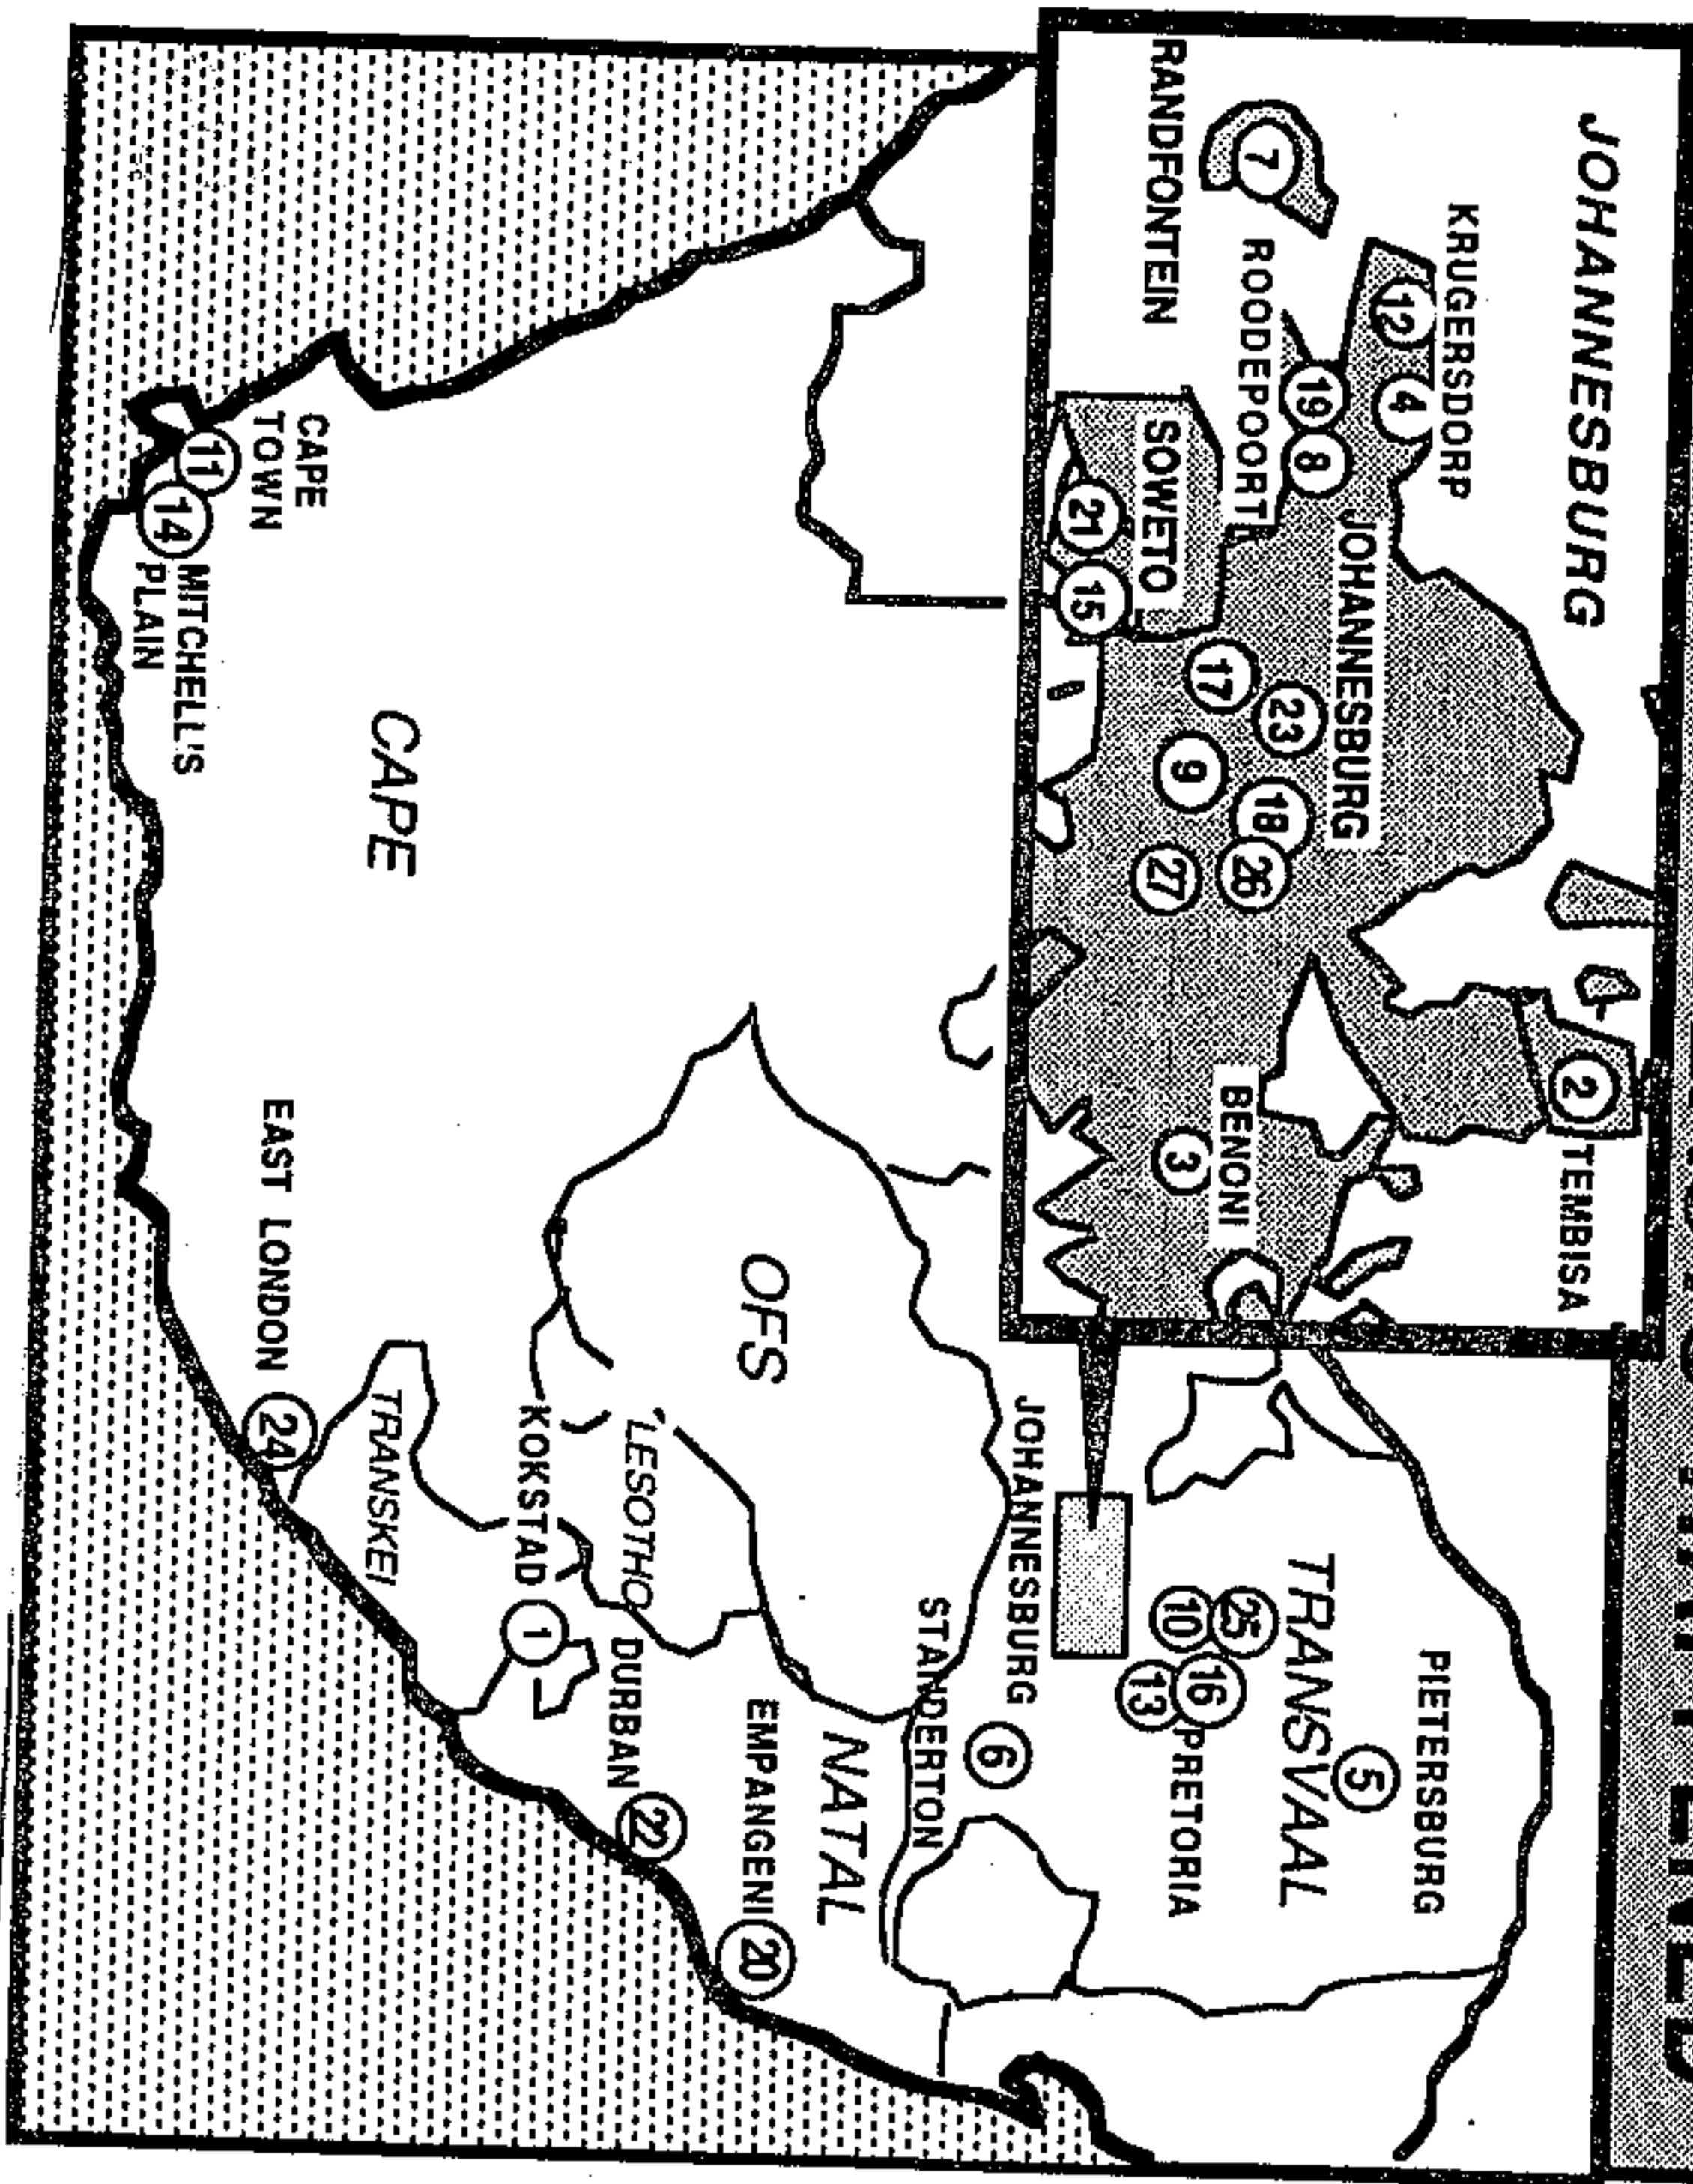 JOHANNESBURG
KRUGERSDORP
TEMBISA
2
12
4
JOHANNESBURG
19
8
ROODEPOORT
7
23
18
26
BENONI
17
9
27
3
RANDFONTEIN
SOWETO
21
15
PIETERSBURG
5
TRANSVAAL
25
10
16
13
PRETORIA
JOHANNESBURG
6
STANDERTON
NATAL
OFS
EMPANGENI 20
LESOTHO
DURBAN 22
KOKSTAD 1
CAPE
TRANSKEI
CAPE
TOWN
EAST LONDON 24
11
14
MITCHELL'S
PLAIN